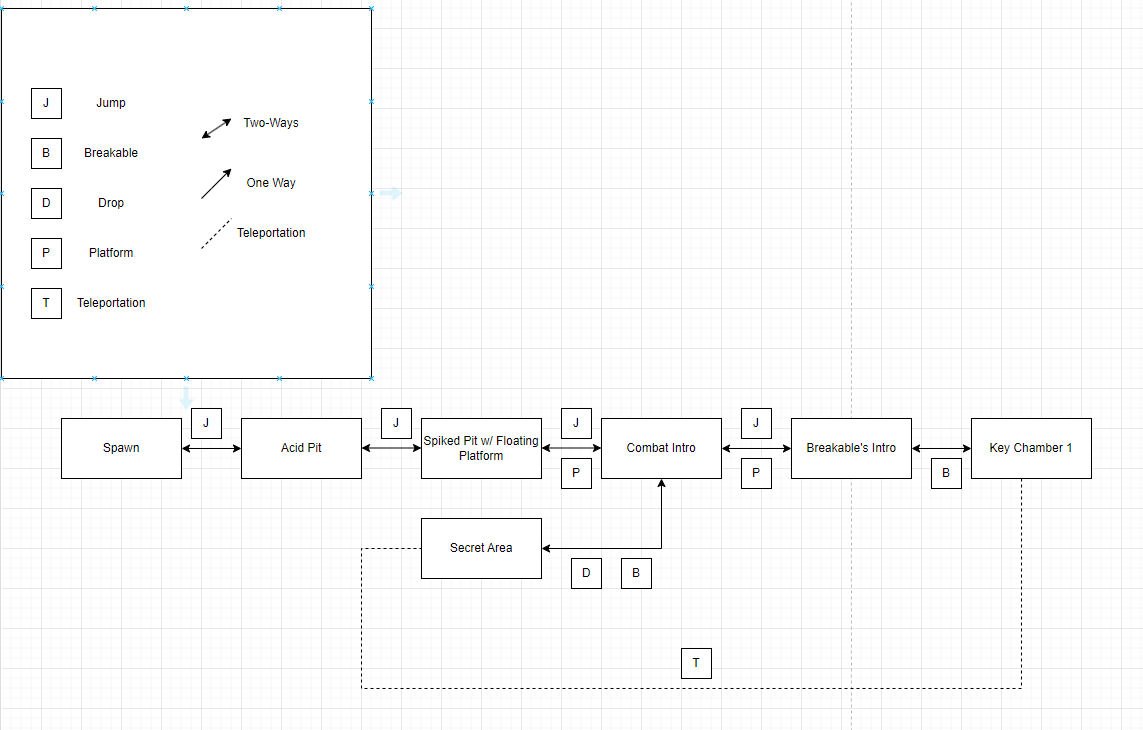 J Jump
B Breakable
D Drop
P Platform
T Teleportation
Two-Ways
One Way
Teleportation
J
J
J
J
Spawn
Acid Pit
Spiked Pit w/ Floating
Platform
Combat Intro
Breakable's Intro
Key Chamber 1
P
P
B
Secret Area
D
B
T